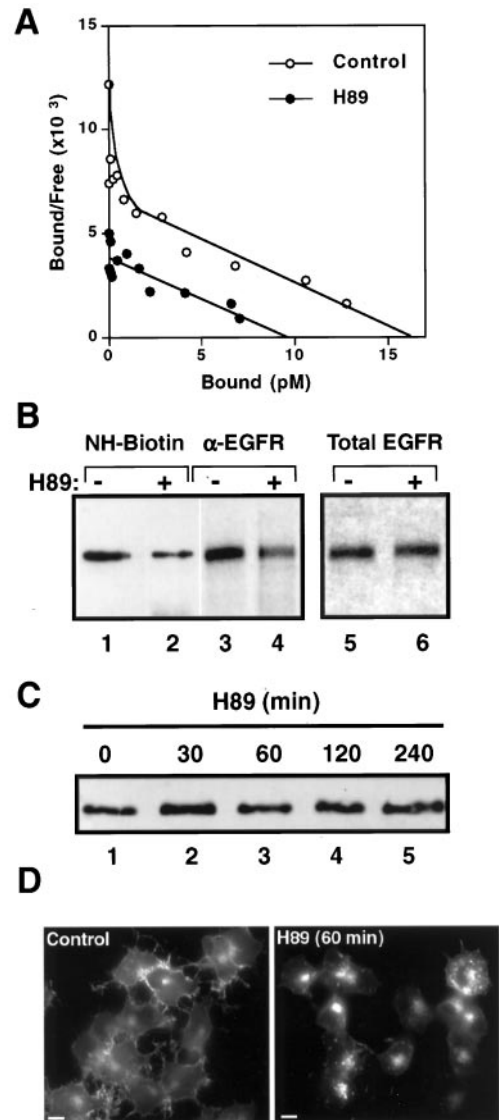 A
15
10
5
0
Bound/Free (x10 ³)
Control
H89
0
5
10
15
Bound (pM)
B
NH-Biotin α-EGFR Total EGFR
H89: - + - + - +
1 2 3 4 5 6
C
H89 (min)
0 30 60 120 240
1 2 3 4 5
D
Control
H89 (60 min)